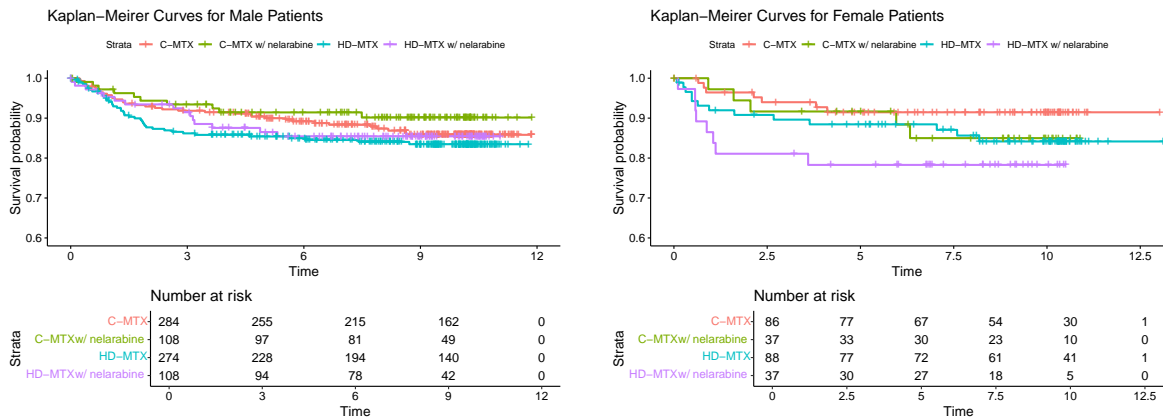 Kaplan−Meirer Curves for Male Patients
Strata C−MTX C−MTX w/ nelarabine HD−MTX HD−MTX w/ nelarabine
1.0
0.9
0.8
0.7
0.6
Survival probability
0 3 6 9 12
Time
Number at risk
Strata
C−MTX 284 255 215 162 0
C−MTXw/ nelarabine 108 97 81 49 0
HD−MTX 274 228 194 140 0
HD−MTXw/ nelarabine 108 94 78 42 0
0 3 6 9 12
Time
Kaplan−Meirer Curves for Female Patients
Strata C−MTX C−MTX w/ nelarabine HD−MTX HD−MTX w/ nelarabine
1.0
0.9
0.8
0.7
0.6
Survival probability
0 2.5 5 7.5 10 12.5
Time
Number at risk
Strata
C−MTX 86 77 67 54 30 1
C−MTXw/ nelarabine 37 33 30 23 10 0
HD−MTX 88 77 72 61 41 1
HD−MTXw/ nelarabine 37 30 27 18 5 0
0 2.5 5 7.5 10 12.5
Time